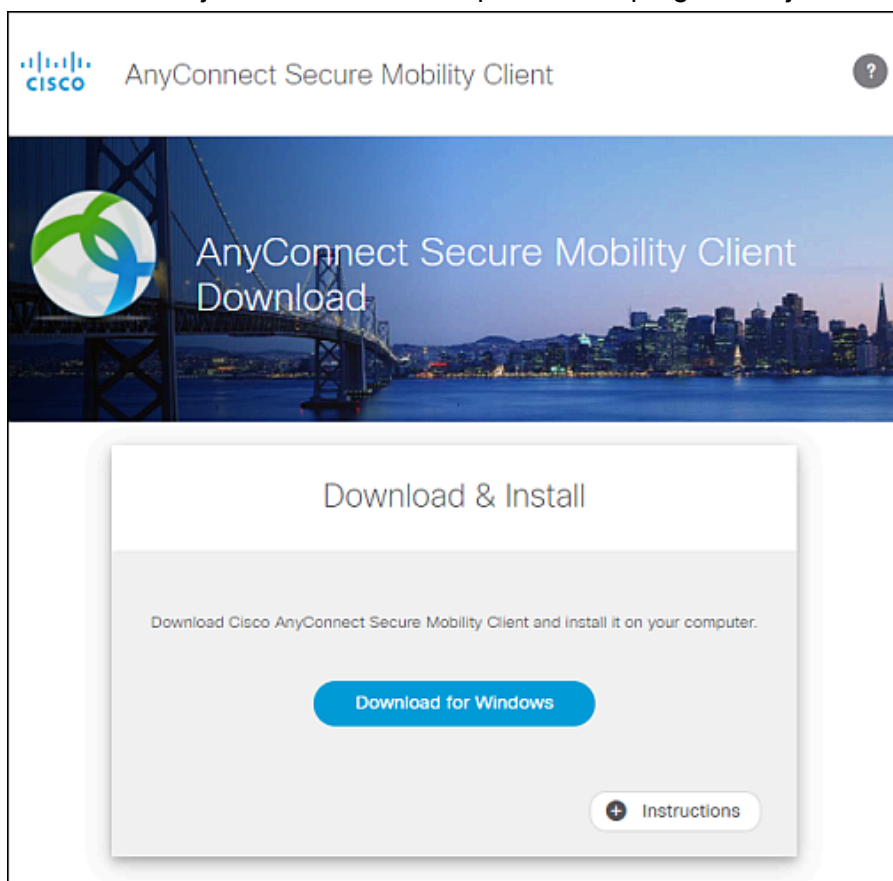 CISCO
AnyConnect Secure Mobility Client
?
AnyConnect Secure Mobility Client
Download
Download & Install
Download Cisco AnyConnect Secure Mobility Client and install it on your computer.
Download for Windows
Instructions